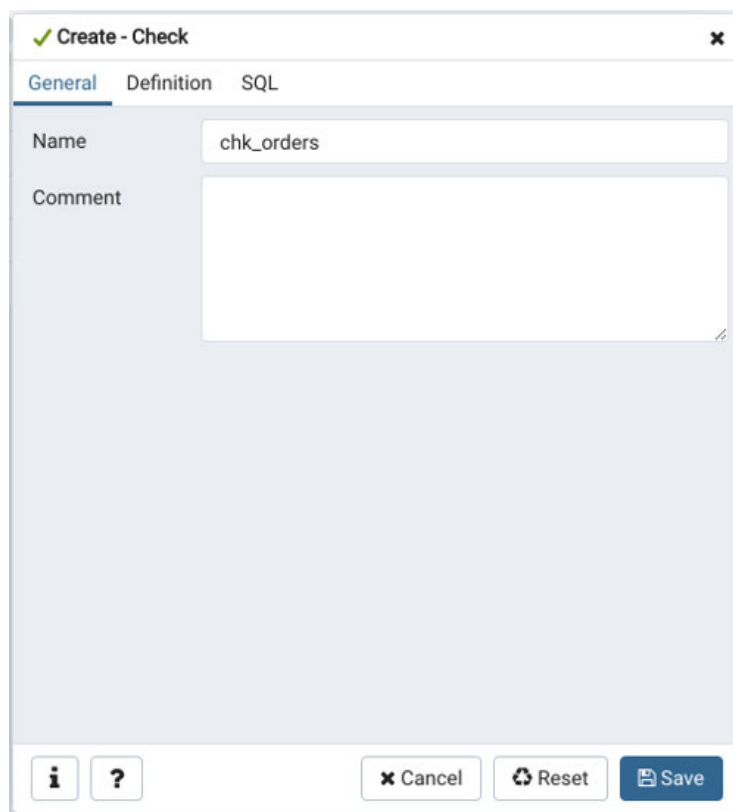 Create - Check
General Definition SQL
Name chk_orders
Comment
i ? Cancel Reset Save